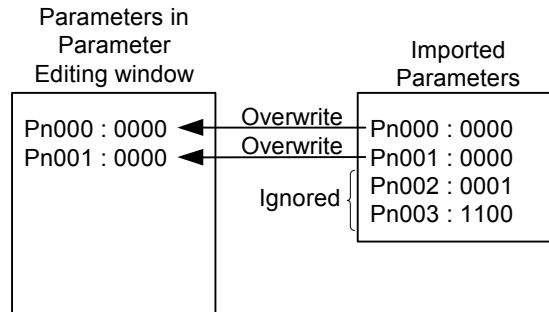 Parameters in
Parameter
Editing window
Imported
Parameters
Pn000 : 0000
Overwrite
Pn000 : 0000
Pn001 : 0000
Overwrite
Pn001 : 0000
Pn002 : 0001
Ignored
Pn003 : 1100